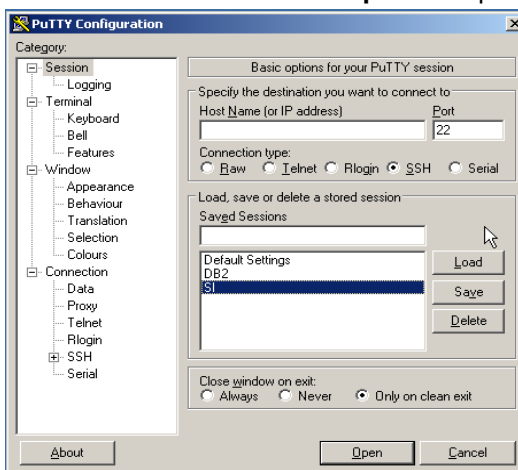 PuTTY Configuration
Category:
Session
Logging
Terminal
Keyboard
Bell
Features
Window
Appearance
Behaviour
Translation
Selection
Colours
Connection
Data
Proxy
Telnet
Rlogin
SSH
Serial
Basic options for your PuTTY session
Specify the destination you want to connect to
Host Name (or IP address) Port
22
Connection type:
Raw Telnet Rlogin SSH Serial
Load, save or delete a stored session
Saved Sessions
Default Settings
DB2
SI
Load
Save
Delete
Close window on exit:
Always Never Only on clean exit
About Open Cancel